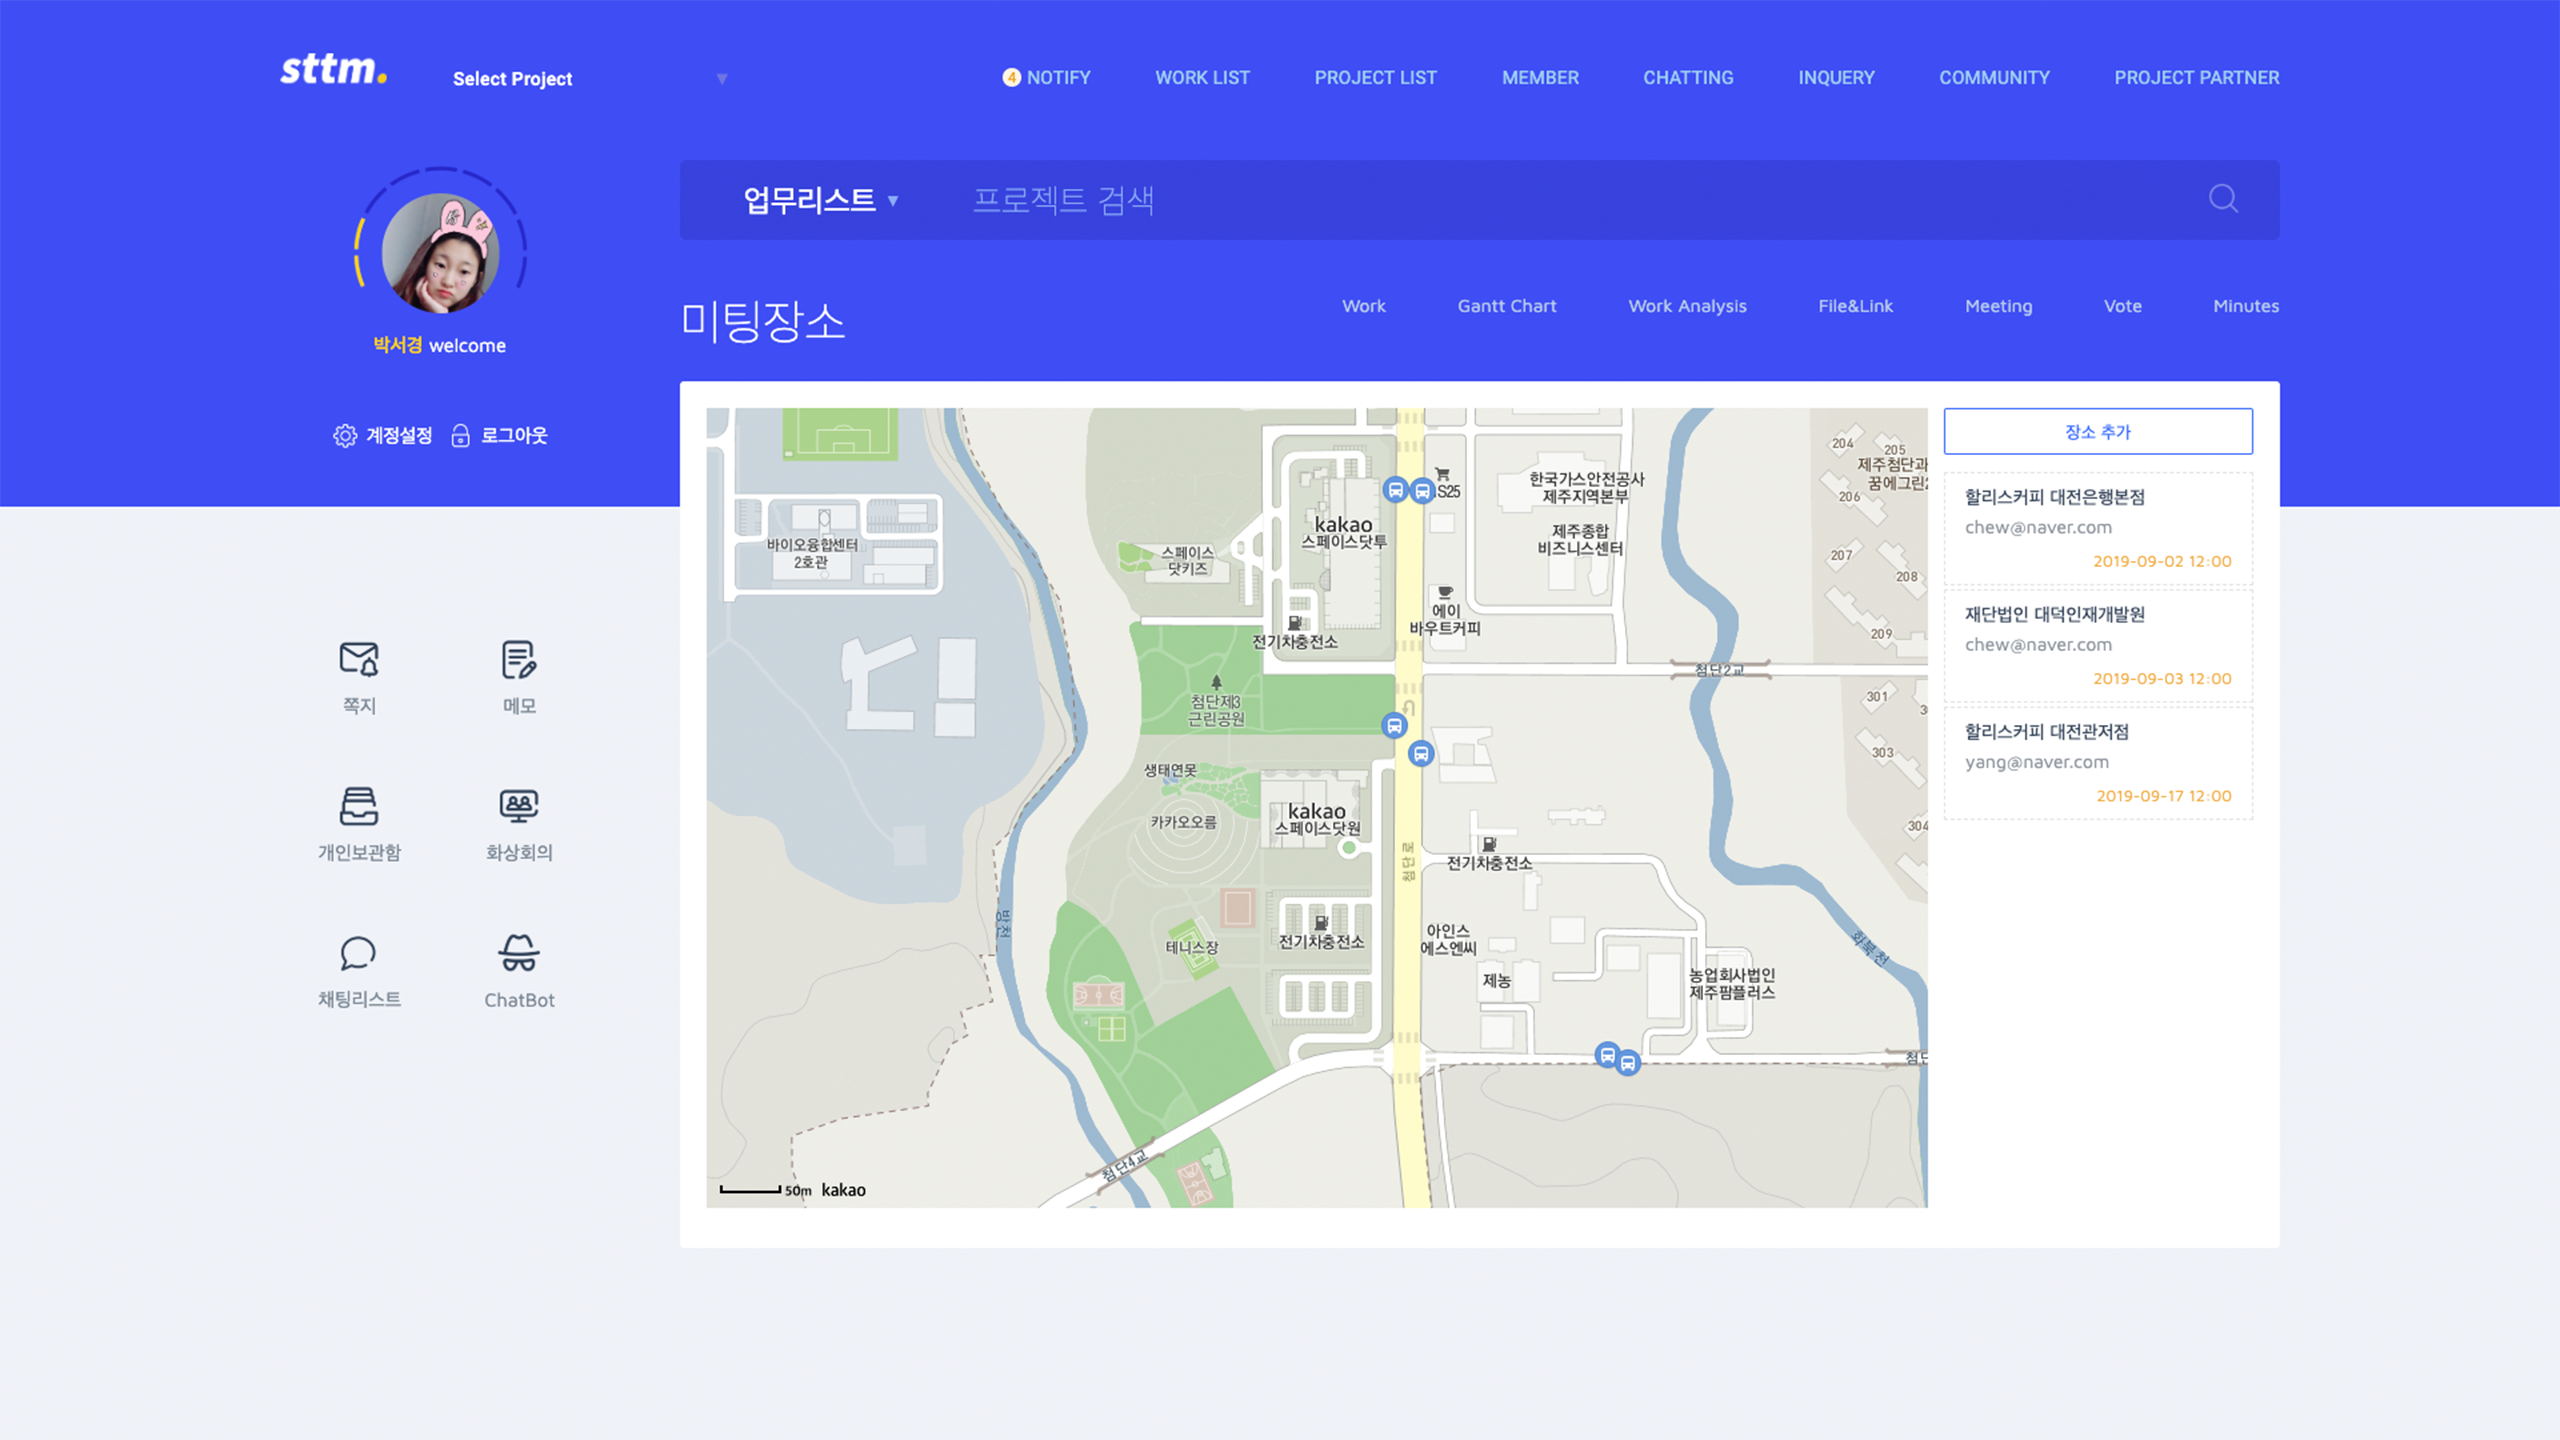 sttm.
Select Project
4 NOTIFY
WORK LIST
PROJECT LIST
MEMBER
CHATTING
INQUERY
COMMUNITY
PROJECT PARTNER
업무리스트
프로젝트 검색
박서경 welcome
계정설정
로그아웃
미팅장소
Work
Gantt Chart
Work Analysis
File&Link
Meeting
Vote
Minutes
쪽지
메모
개인보관함
화상회의
채팅리스트
ChatBot
바이오융합센터
2호관
스페이스
닷키즈
kakao
스페이스닷투
S25
한국가스안전공사
제주지역본부
제주종합
비즈니스센터
에이
바우트커피
전기차충전소
204
205
제주첨단과
꿈에그린2
206
207
208
209
첨단2교
301
303
304
첨단제3
근린공원
생태연못
카카오오름
kakao
스페이스닷원
첨단로
전기차충전소
방천
테니스장
전기차충전소
아인스
에스엔씨
제농
농업회사법인
제주팜플러스
화북천
첨단
첨단4교
50m kakao
장소 추가
할리스커피 대전은행본점
chew@naver.com
2019-09-02 12:00
재단법인 대덕인재개발원
chew@naver.com
2019-09-03 12:00
할리스커피 대전관저점
yang@naver.com
2019-09-17 12:00